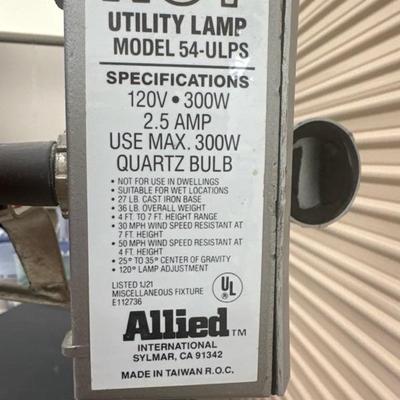 UTILITY LAMP
MODEL 54-ULPS
SPECIFICATIONS
120V • 300W
2.5 AMP
USE MAX. 300W
QUARTZ BULB
• NOT FOR USE IN DWELLINGS
• SUITABLE FOR WET LOCATIONS
• 27 LB. CAST IRON BASE
• 36 LB. OVERALL WEIGHT
• 4 FT. TO 7 FT. HEIGHT RANGE
• 30 MPH WIND SPEED RESISTANT AT
7 FT. HEIGHT
• 50 MPH WIND SPEED RESISTANT AT
4 FT. HEIGHT
• 25° TO 35° CENTER OF GRAVITY
• 120° LAMP ADJUSTMENT
LISTED 1J21
MISCELLANEOUS FIXTURE
E112736
UL ®
Allied™
INTERNATIONAL
SYLMAR, CA 91342
MADE IN TAIWAN R.O.C.